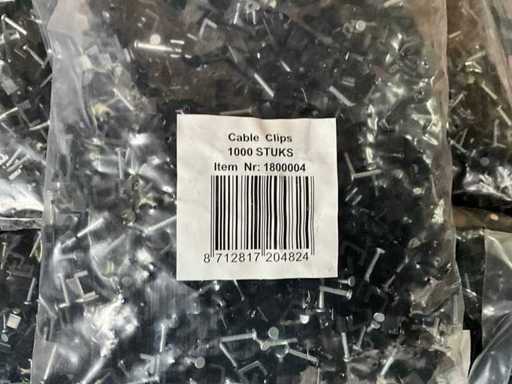 Cable Clips
1000 STUKS
Item Nr: 1800004
8 712817 204824